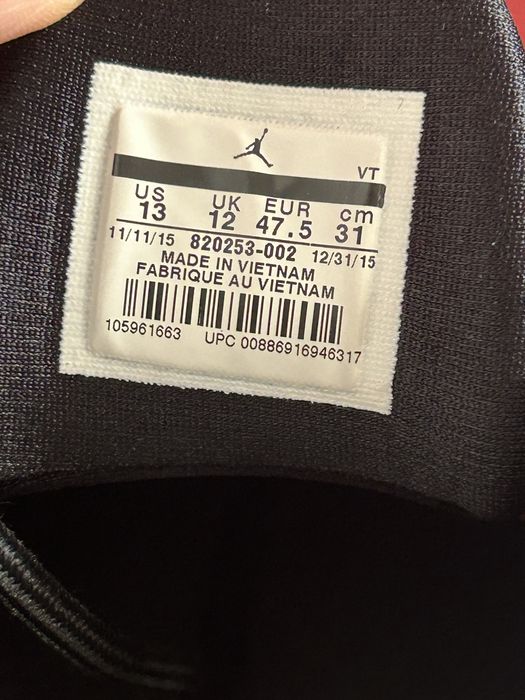 VT
US UK EUR cm
13 12 47.5 31
11/11/15 820253-002 12/31/15
MADE IN VIETNAM
FABRIQUE AU VIETNAM
105961663 UPC 00886916946317